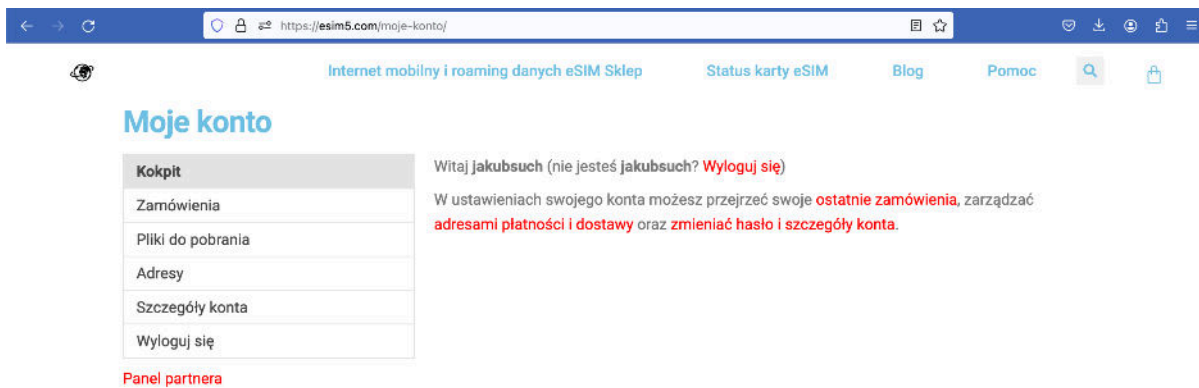 https://esim5.com/moje-konto/
Internet mobilny i roaming danych eSIM Sklep Status karty eSIM Blog Pomoc
Moje konto
Kokpit
Zamówienia
Pliki do pobrania
Adresy
Szczegóły konta
Wyloguj się
Panel partnera
Witaj jakubsuch (nie jesteś jakubsuch? Wyloguj się)
W ustawieniach swojego konta możesz przejrzeć swoje ostatnie zamówienia, zarządzać
adresami płatności i dostawy oraz zmieniać hasło i szczegóły konta.